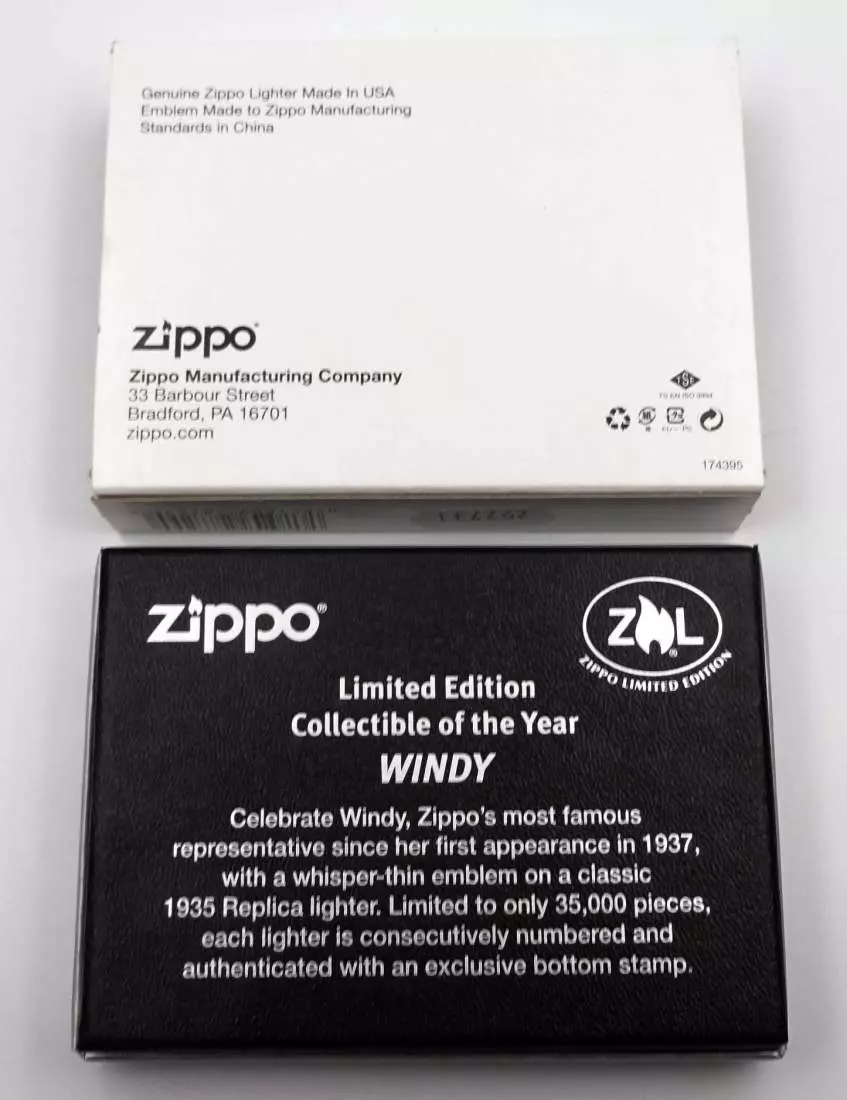 Genuine Zippo Lighter Made In USA
Emblem Made to Zippo Manufacturing
Standards in China
zippo
Zippo Manufacturing Company
33 Barbour Street
Bradford, PA 16701
zippo.com
TSE
174395
zippo®
ZL®
ZIPPO LIMITED EDITION
Limited Edition
Collectible of the Year
WINDY
Celebrate Windy, Zippo's most famous
representative since her first appearance in 1937,
with a whisper-thin emblem on a classic
1935 Replica lighter. Limited to only 35,000 pieces,
each lighter is consecutively numbered and
authenticated with an exclusive bottom stamp.